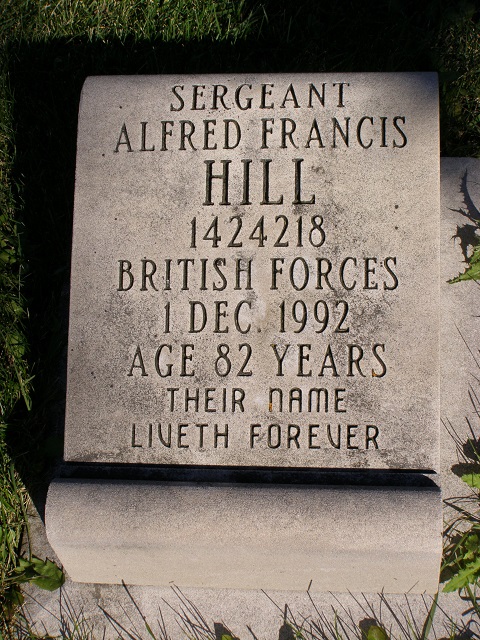 SERGEANT
ALFRED FRANCIS
HILL
1424218
BRITISH FORCES
1 DEC. 1992
AGE 82 YEARS
THEIR NAME
LIVETH FOREVER